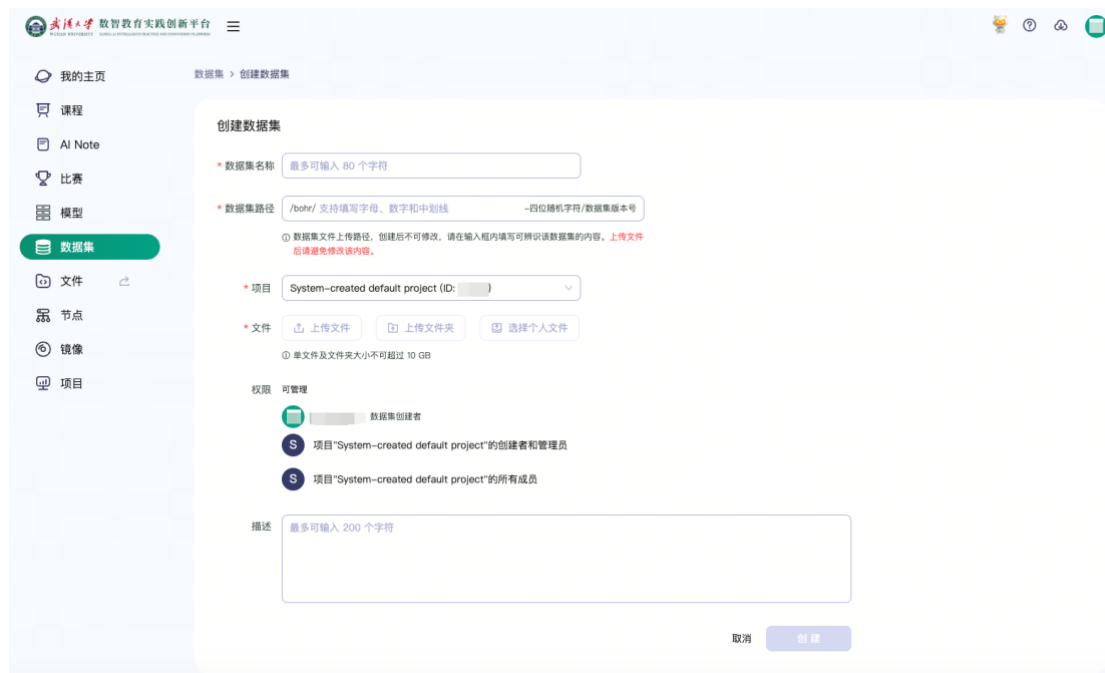 武汉大学 数智教育实践创新平台
数据集 > 创建数据集
我的主页
课程
AI Note
比赛
模型
数据集
文件
节点
镜像
项目
创建数据集
* 数据集名称 最多可输入 80 个字符
* 数据集路径 /bohr/ 支持填写字母、数字和中划线 -四位随机字符/数据集版本号
数据集文件上传路径，创建后不可修改，请在输入框内填写可辨识该数据集的内容。上传文件
后请避免修改该内容。
* 项目 System-created default project (ID: )
* 文件 上传文件 上传文件夹 选择个人文件
单文件及文件夹大小不可超过 10 GB
权限 可管理
数据集创建者
S 项目"System-created default project"的创建者和管理员
S 项目"System-created default project"的所有成员
描述 最多可输入 200 个字符
取消 创建